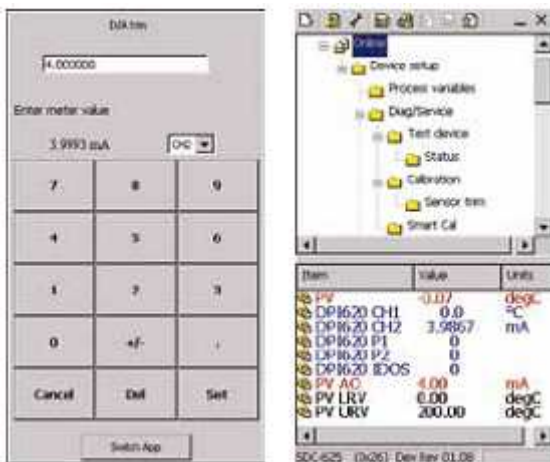 D/A trim
4.000000
Enter meter value
3.9993 mA
CH2
7 8 9
4 5 6
1 2 3
0 +/- .
Cancel Del Set
Switch App
Online
Device setup
Process variables
Diag/Service
Test device
Status
Calibration
Sensor trim
Smart Cal
Item Value Units
PV -0.07 degC
DPI620 CH1 0.0 °C
DPI620 CH2 3.9867 mA
DPI620 P1 0
DPI620 P2 0
DPI620 IDOS 0
PV AO 4.00 mA
PV LRV 0.00 degC
PV URV 200.00 degC
SDC-625 (0x26) Dev Rev 01.08